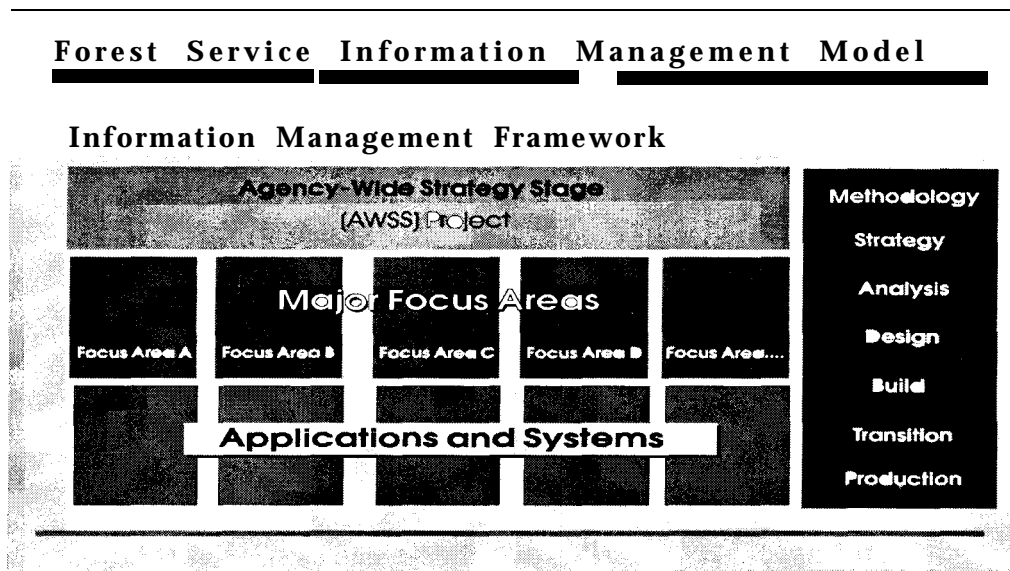 Forest Service Information Management Model
Information Management Framework
Agency-Wide Strategy Stage
(AWSS) Project
Major Focus Areas
Focus Area A Focus Area B Focus Area C Focus Area D Focus Area....
Applications and Systems
Methodology
Strategy
Analysis
Design
Build
Transition
Production